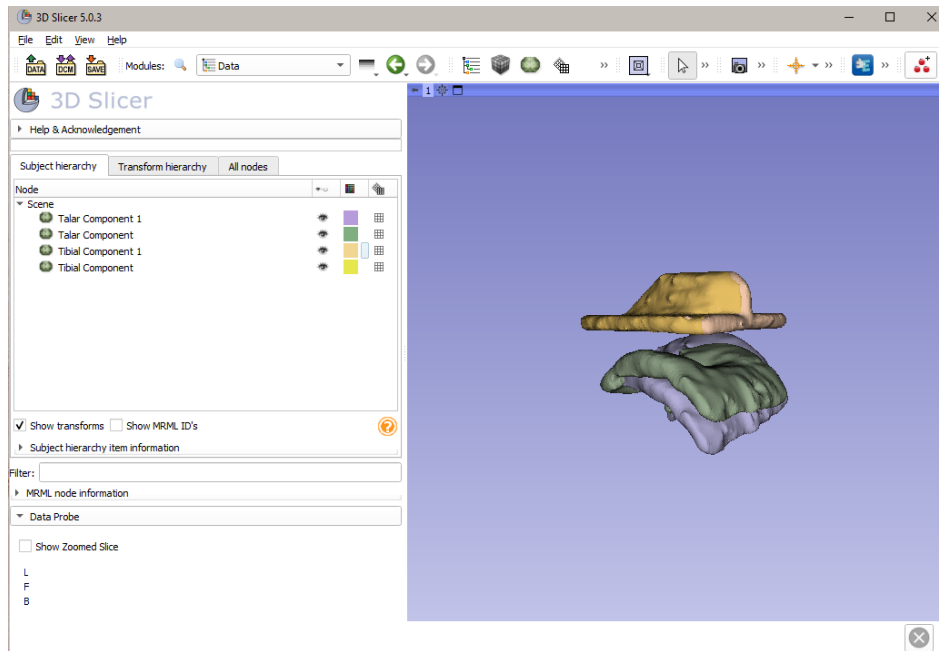 3D Slicer 5.0.3
File Edit View Help
DATA DCM SAVE Modules: Data » » » » »
1
3D Slicer
Help & Acknowledgement
Subject hierarchy Transform hierarchy All nodes
Node
Scene
Talar Component 1
Talar Component
Tibial Component 1
Tibial Component
Show transforms Show MRML ID's
Subject hierarchy item information
Filter:
MRML node information
Data Probe
Show Zoomed Slice
L
F
B